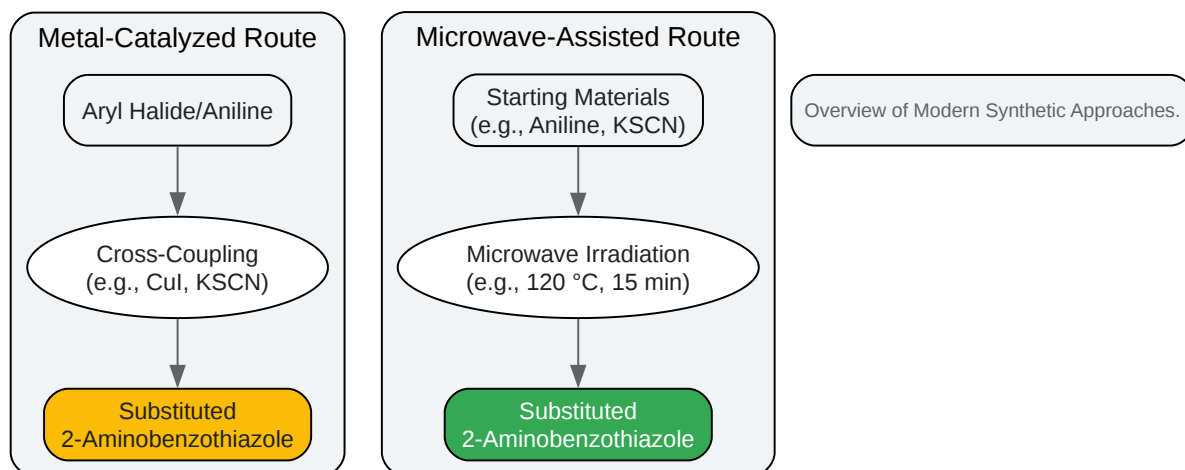 Metal-Catalyzed Route
Aryl Halide/Aniline
Cross-Coupling
(e.g., CuI, KSCN)
Substituted
2-Aminobenzothiazole
Microwave-Assisted Route
Starting Materials
(e.g., Aniline, KSCN)
Microwave Irradiation
(e.g., 120 °C, 15 min)
Substituted
2-Aminobenzothiazole
Overview of Modern Synthetic Approaches.